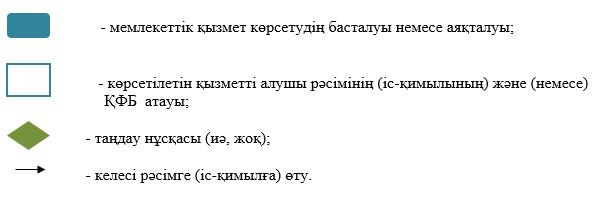 - мемлекеттік қызмет көрсетудің басталуы немесе аяқталуы;
- көрсетілетін қызметті алушы рәсімінің (іс-қимылының) және (немесе)
ҚФБ атауы;
- таңдау нұсқасы (иә, жоқ);
- келесі рәсімге (іс-қимылға) өту.